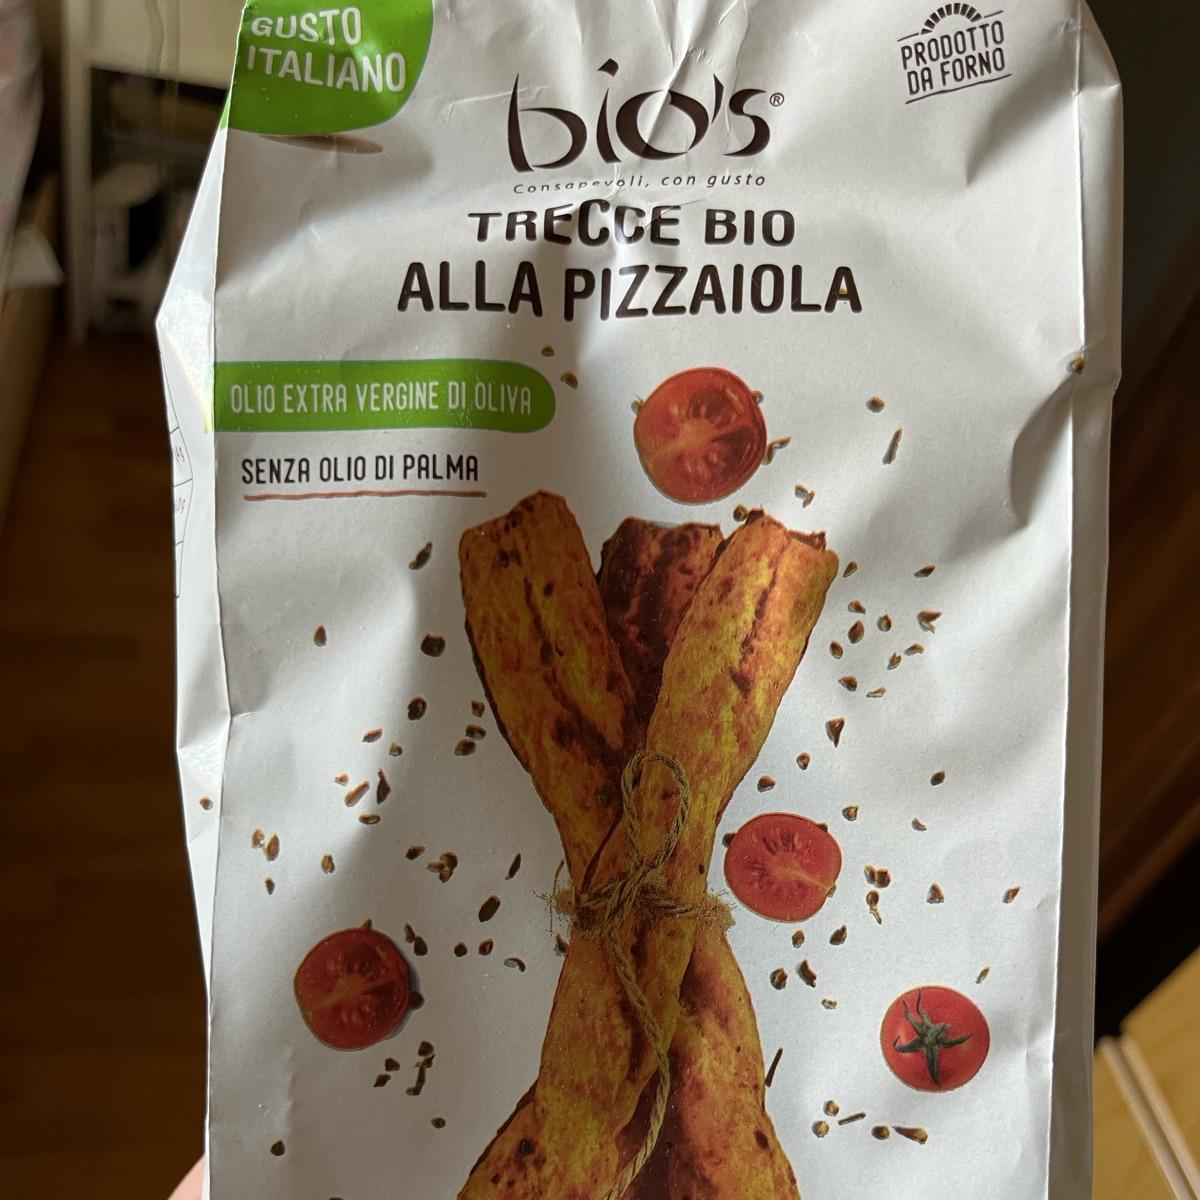 GUSTO
ITALIANO
PRODOTTO
DA FORNO
bio's®
Consapevoli, con gusto
TRECCE BIO
ALLA PIZZAIOLA
OLIO EXTRA VERGINE DI OLIVA
SENZA OLIO DI PALMA